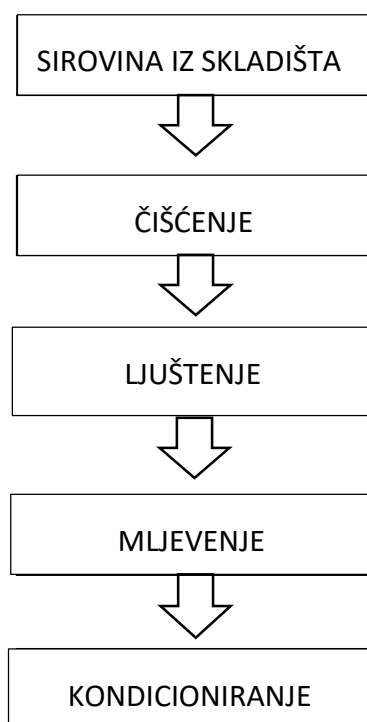 SIROVINA IZ SKLADIŠTA
ČIŠĆENJE
LJUŠTENJE
MLJEVENJE
KONDICIONIRANJE